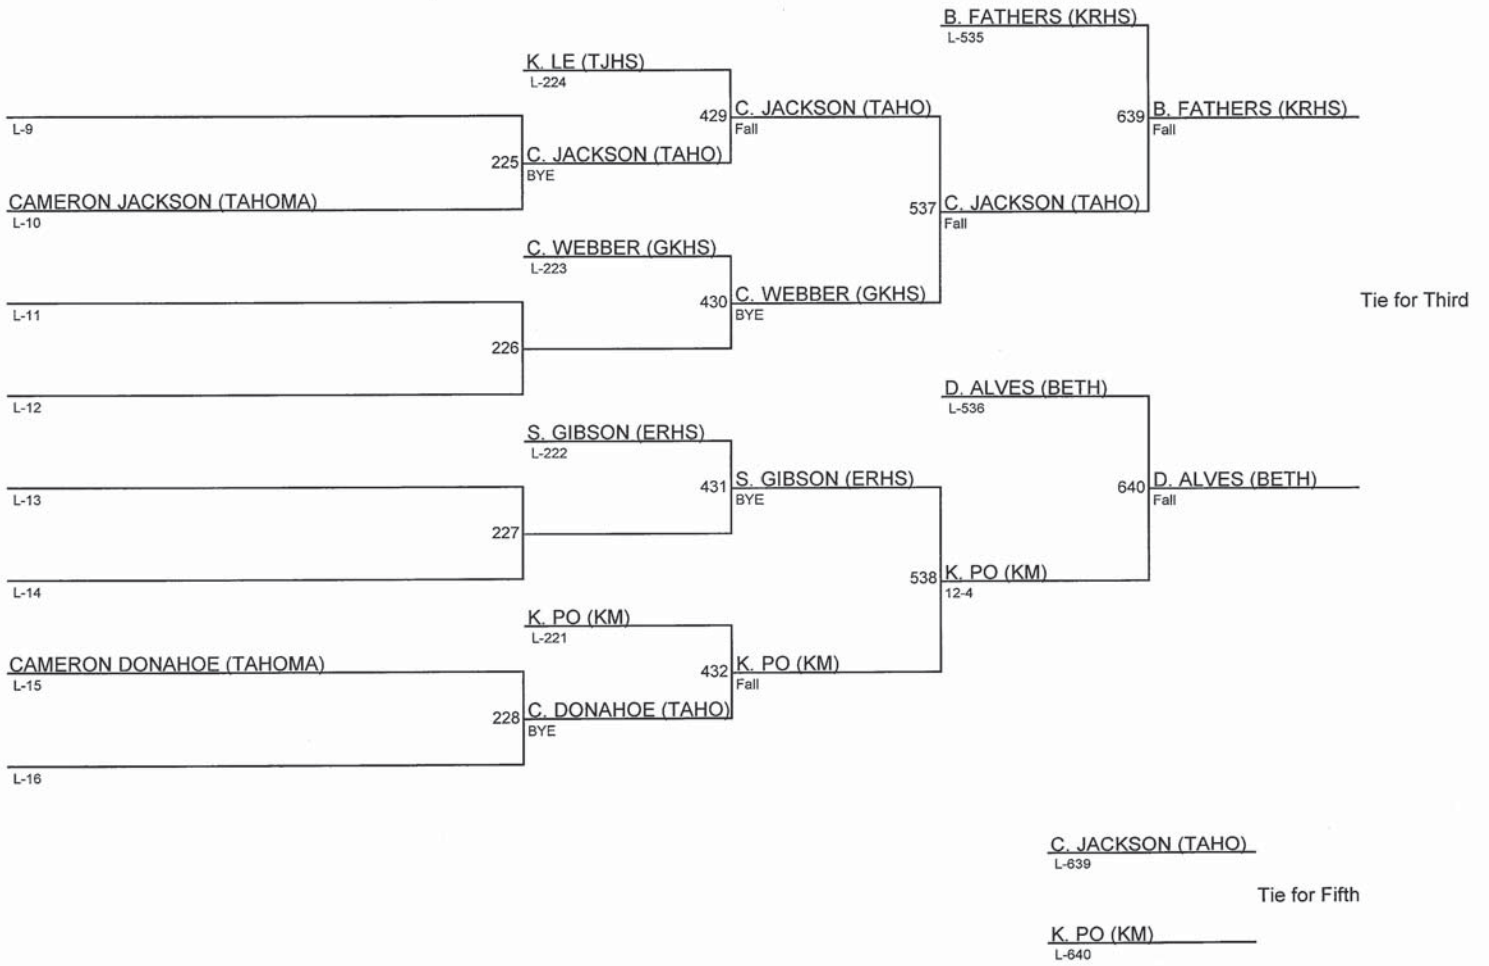 B. FATHERS (KRHS)
L-535
K. LE (TJHS)
L-224
429 C. JACKSON (TAHO)
Fall
639 B. FATHERS (KRHS)
Fall
L-9
225 C. JACKSON (TAHO)
BYE
CAMERON JACKSON (TAHOMA)
L-10
537 C. JACKSON (TAHO)
Fall
C. WEBBER (GKHS)
L-223
430 C. WEBBER (GKHS)
BYE
Tie for Third
L-11
226
L-12
D. ALVES (BETH)
L-536
S. GIBSON (ERHS)
L-222
431 S. GIBSON (ERHS)
BYE
640 D. ALVES (BETH)
Fall
L-13
227
L-14
538 K. PO (KM)
12-4
K. PO (KM)
L-221
CAMERON DONAHOE (TAHOMA)
L-15
432 K. PO (KM)
Fall
228 C. DONAHOE (TAHO)
BYE
L-16
C. JACKSON (TAHO)
L-639
Tie for Fifth
K. PO (KM)
L-640